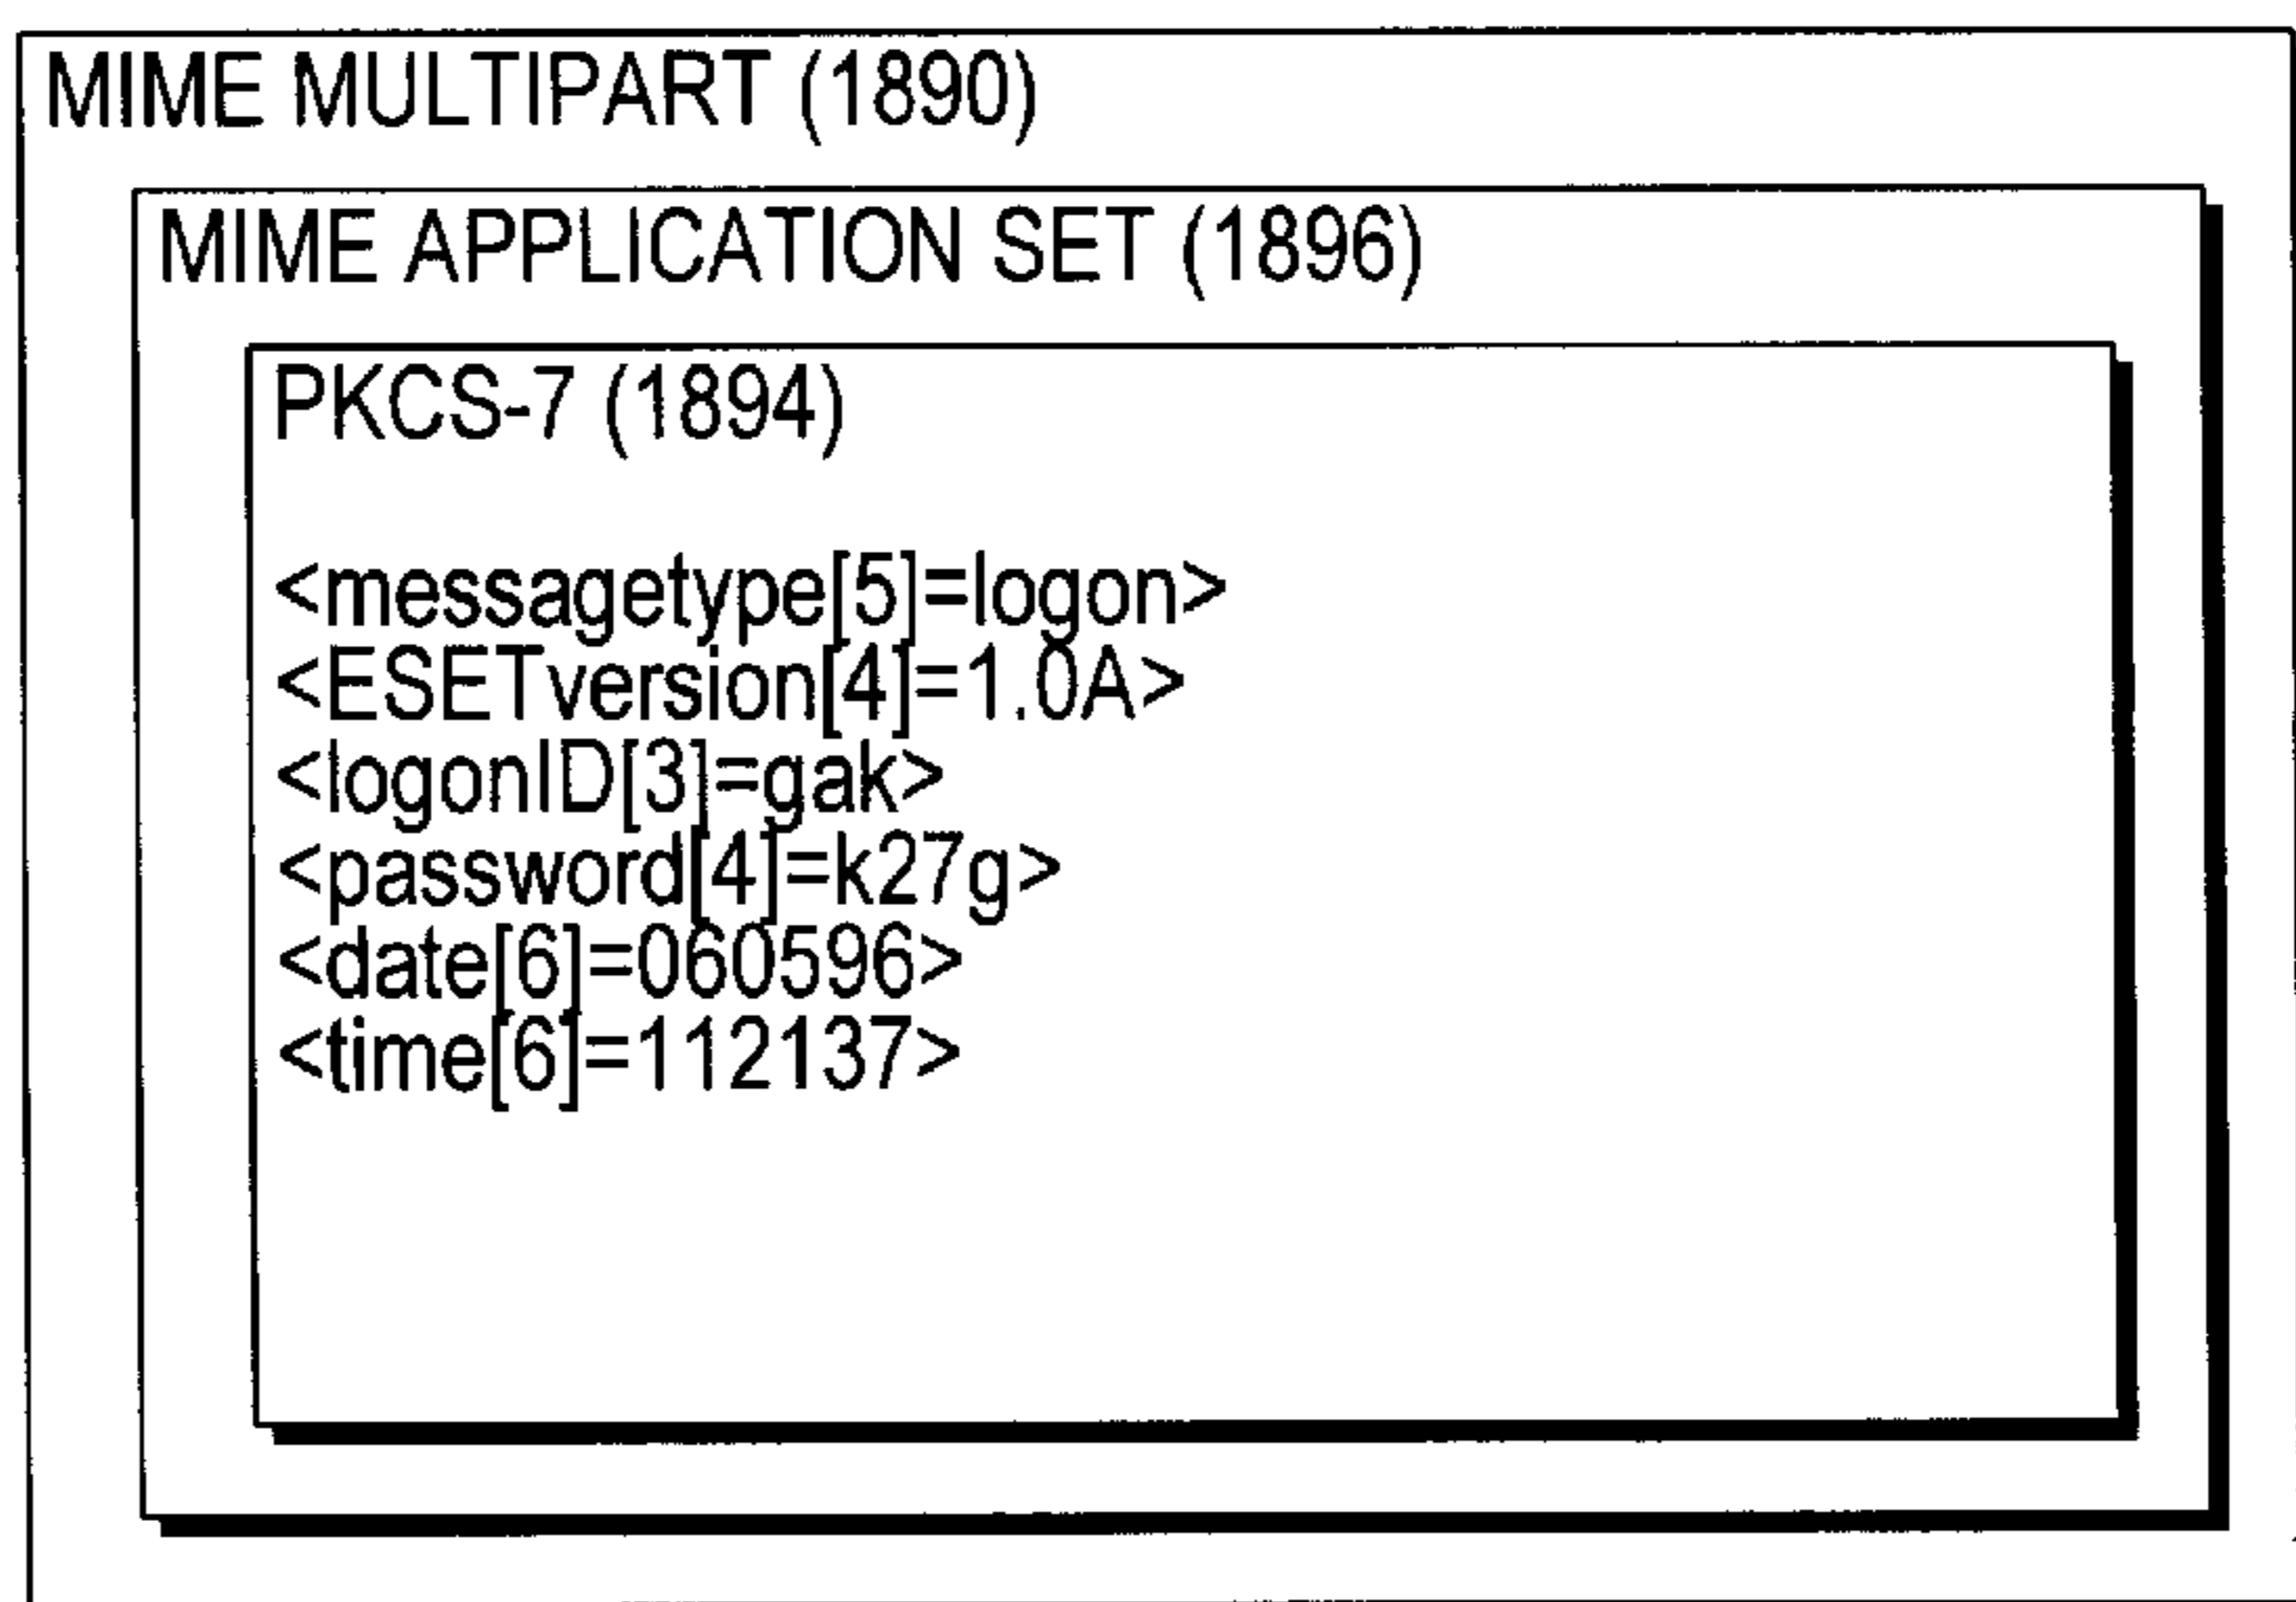 MIME MULTIPART (1890)
MIME APPLICATION SET (1896)
PKCS-7 (1894)
<messagetype[5]=logon>
<ESETversion[4]=1.0A>
<logonID[3]=gak>
<password[4]=k27g>
<date[6]=060596>
<time[6]=112137>